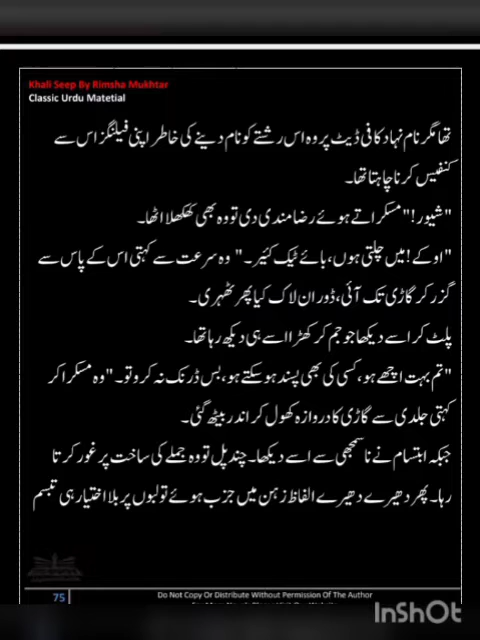 Khali Seep By Rimsha Mukhtar
Classic Urdu Matetial
تھا مگر نام نہاد کافی ڈیٹ پر وہ اس رشتے کو نام دینے کی خاطر اپنی فیلنگز اس سے
کنفیس کرنا چاہتا تھا۔
"شیور!" مسکراتے ہوئے رضامندی دی تو وہ بھی کھکھلا اٹھا۔
"اوکے! میں چلتی ہوں، بائے ٹیک کئیر۔" وہ سرعت سے کہتی اس کے پاس سے
گزر کر گاڑی تک آئی، ڈور ان لاک کیا پھر ٹھہری۔
پلٹ کر اسے دیکھا جو جم کر کھڑا اسے ہی دیکھ رہا تھا۔
"تم بہت اچھے ہو، کسی کی بھی پسند ہو سکتے ہو، بس ڈرنک نہ کرو تو۔" وہ مسکرا کر
کہتی جلدی سے گاڑی کا دروازہ کھول کر اندر بیٹھ گئی۔
جبکہ ابتسام نے ناسمجھی سے اسے دیکھا۔ چند پل تو وہ جملے کی ساخت پر غور کرتا
رہا۔ پھر دھیرے دھیرے الفاظ زہن میں جزب ہوئے تو لبوں پر بلا اختیار ہی تبسم
75
Do Not Copy Or Distribute Without Permission Of The Author
InShOt